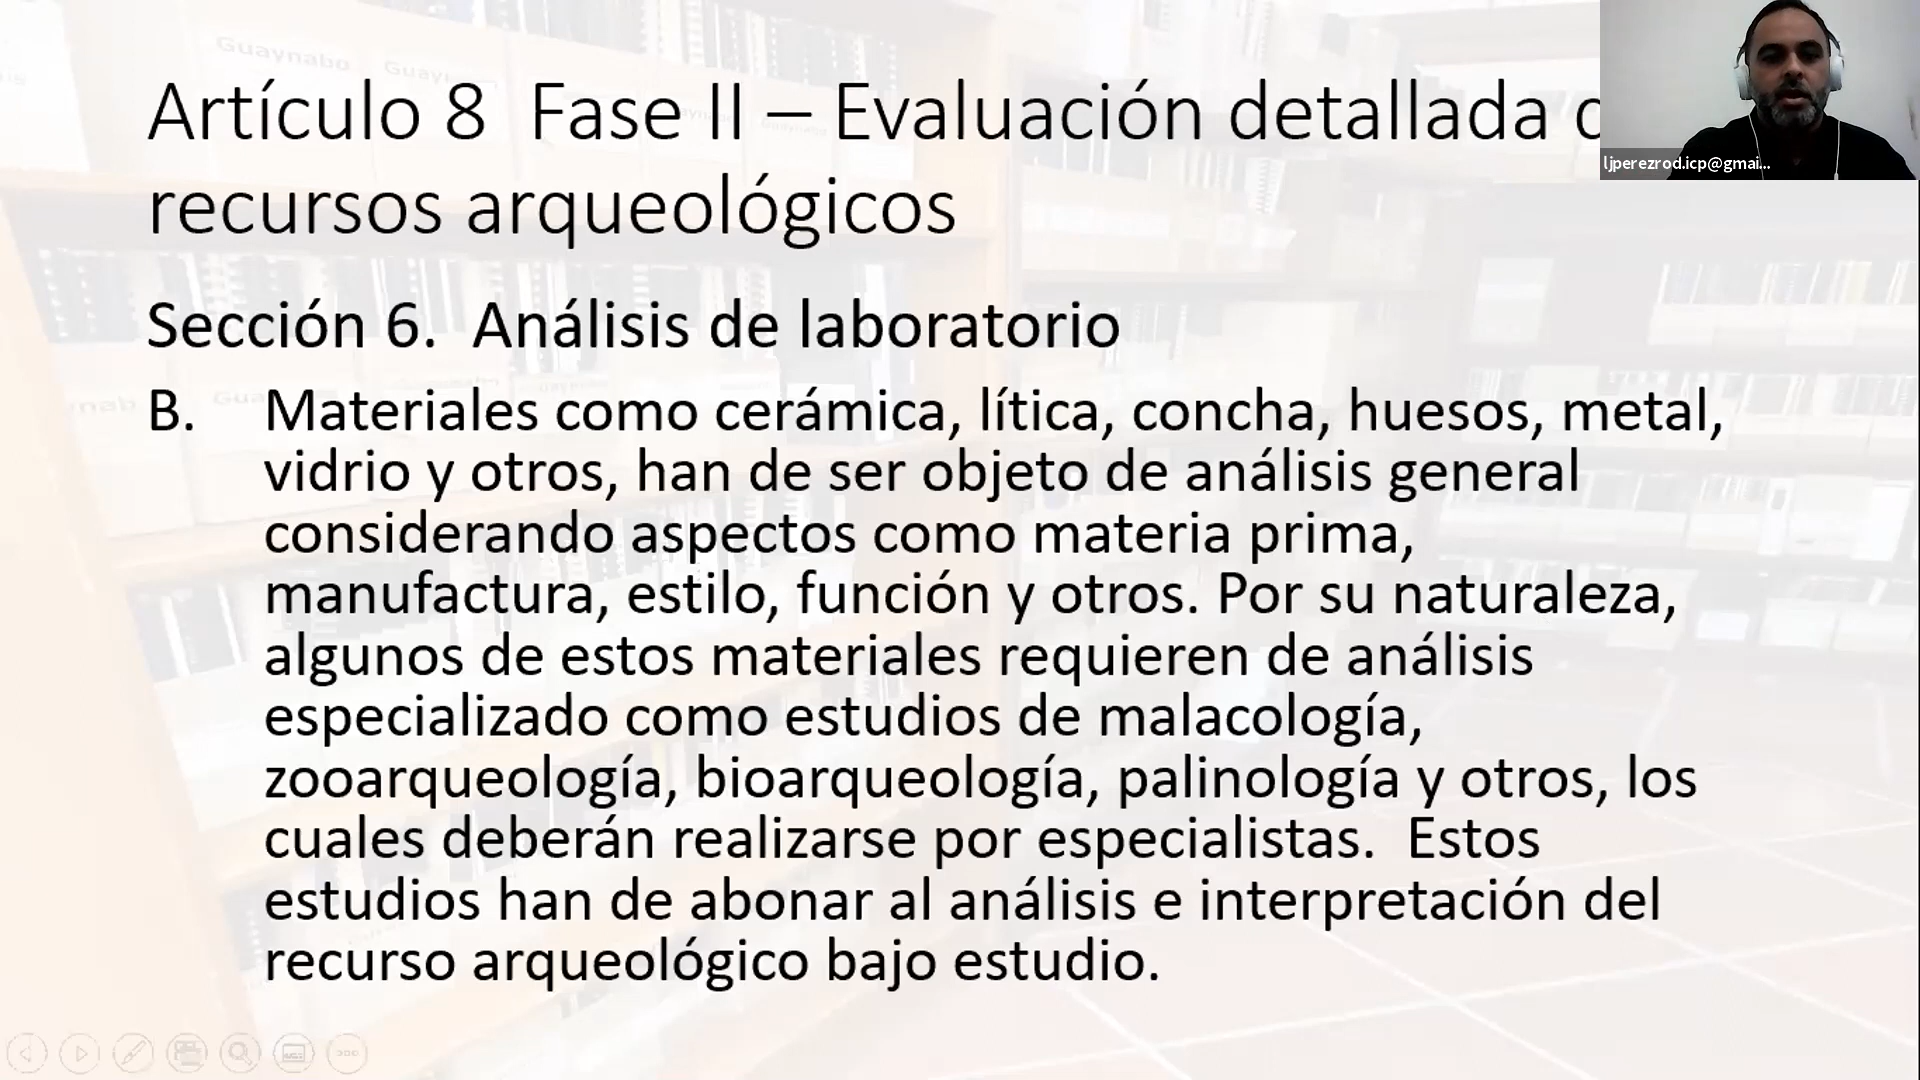 Artículo 8  Fase II – Evaluación detallada
recursos arqueológicos
ljperezrod.icp@gmai...
Sección 6.  Análisis de laboratorio
B. Materiales como cerámica, lítica, concha, huesos, metal,
vidrio y otros, han de ser objeto de análisis general
considerando aspectos como materia prima,
manufactura, estilo, función y otros. Por su naturaleza,
algunos de estos materiales requieren de análisis
especializado como estudios de malacología,
zooarqueología, bioarqueología, palinología y otros, los
cuales deberán realizarse por especialistas.  Estos
estudios han de abonar al análisis e interpretación del
recurso arqueológico bajo estudio.
Guaynabo